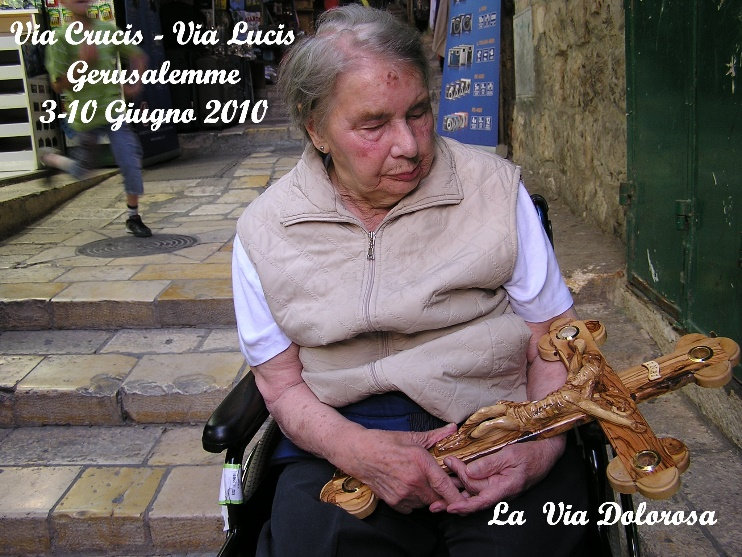 Via Crucis - Via Lucis
Gerusalemme
3-10 Giugno 2010
La Via Dolorosa